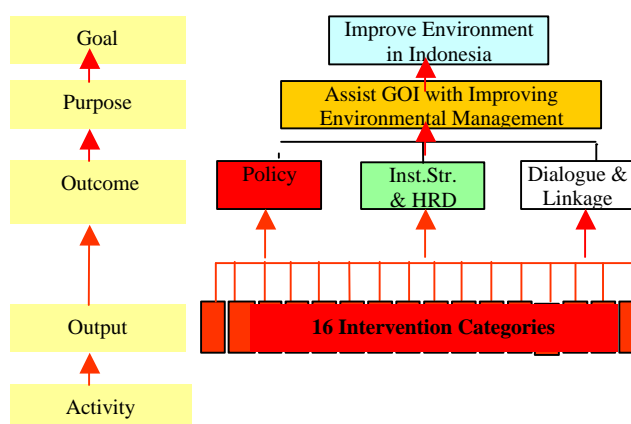 Goal
Improve Environment
in Indonesia
Purpose
Assist GOI with Improving
Environmental Management
Outcome
Policy
Inst.Str.
& HRD
Dialogue &
Linkage
Output
16 Intervention Categories
Activity